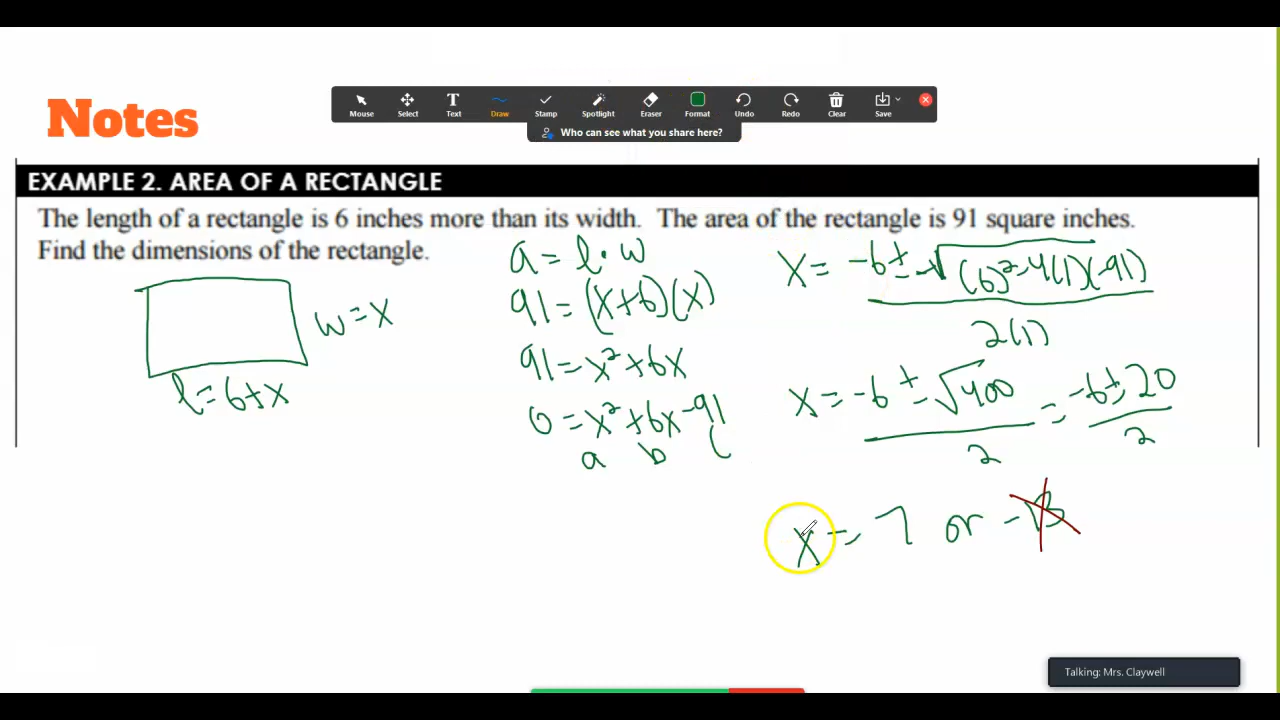 Mouse Select Text Draw Stamp Spotlight Eraser Format Undo Redo Clear Save
Who can see what you share here?
Notes
EXAMPLE 2. AREA OF A RECTANGLE
The length of a rectangle is 6 inches more than its width. The area of the rectangle is 91 square inches.
Find the dimensions of the rectangle.
w=x
l=6+x
a=l·w
91=(x+6)(x)
91=x²+6x
0=x²+6x-91
a b c
x= -6±√(6)²-4(1)(-91)
2(1)
x=-6±√400 = -6±20
2 2
x=7 or -13
Talking: Mrs. Claywell